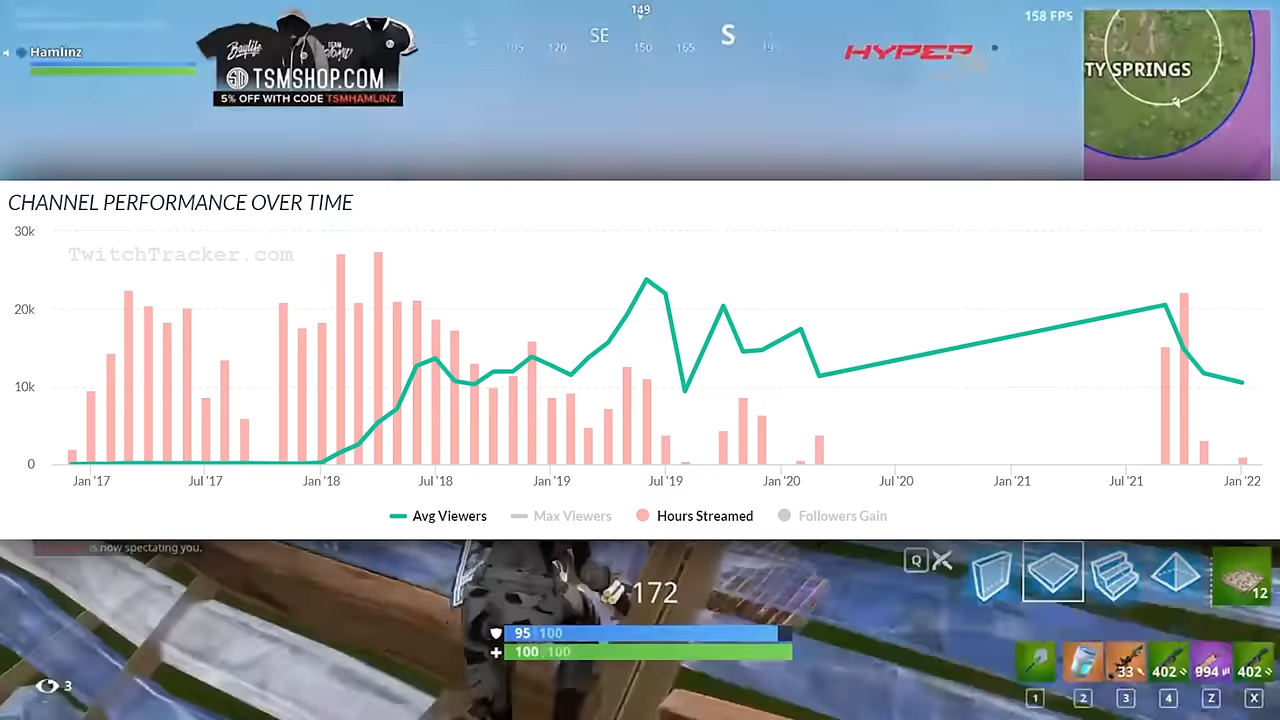 149
158 FPS
Hamlinz
SE
S
105
120
150
165
195
HYPER
TSMSHOP.COM
5% OFF WITH CODE TSMHAMLINZ
TY SPRINGS
CHANNEL PERFORMANCE OVER TIME
30k
TwitchTracker.com
20k
10k
0
Jan '17
Jul '17
Jan '18
Jul '18
Jan '19
Jul '19
Jan '20
Jul '20
Jan '21
Jul '21
Jan '22
Avg Viewers
Max Viewers
Hours Streamed
Followers Gain
is now spectating you.
Q
172
12
95 100
100 100
33
402
994
402
3
1
2
3
4
Z
X